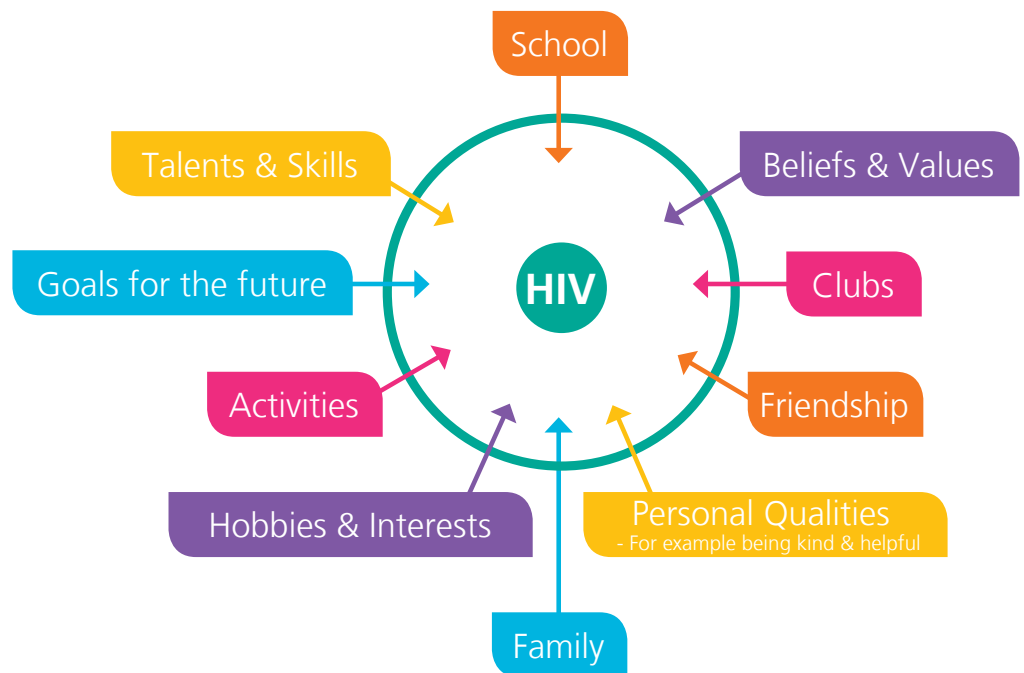 School
Talents & Skills
Beliefs & Values
Goals for the future
HIV
Clubs
Activities
Friendship
Hobbies & Interests
Personal Qualities
- For example being kind & helpful
Family